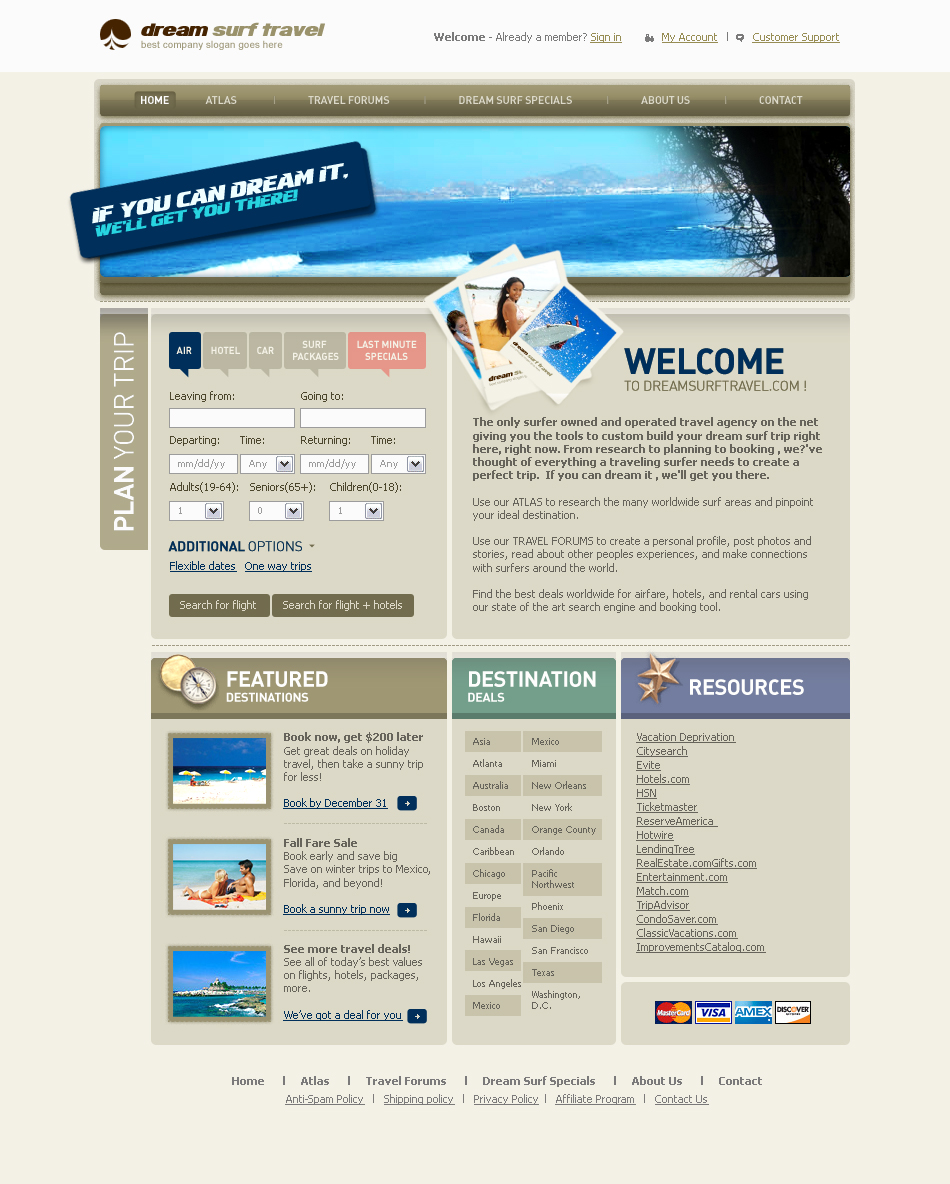 dream surf travel
best company slogan goes here
Welcome - Already a member? Sign in
My Account | Customer Support
HOME
ATLAS
TRAVEL FORUMS
DREAM SURF SPECIALS
ABOUT US
CONTACT
IF YOU CAN DREAM IT,
WE'LL GET YOU THERE!
PLAN YOUR TRIP
AIR
HOTEL
CAR
SURF
PACKAGES
LAST MINUTE
SPECIALS
Leaving from:
Going to:
Departing:
Time:
Returning:
Time:
mm/dd/yy
Any
mm/dd/yy
Any
Adults(19-64):
Seniors(65+):
Children(0-18):
1
0
1
ADDITIONAL OPTIONS
Flexible dates
One way trips
Search for flight
Search for flight + hotels
dream su
dream surf travel
WELCOME
TO DREAMSURFTRAVEL.COM !
The only surfer owned and operated travel agency on the net
giving you the tools to custom build your dream surf trip right
here, right now. From research to planning to booking , we?'ve
thought of everything a traveling surfer needs to create a
perfect trip. If you can dream it , we'll get you there.
Use our ATLAS to research the many worldwide surf areas and pinpoint
your ideal destination.
Use our TRAVEL FORUMS to create a personal profile, post photos and
stories, read about other peoples experiences, and make connections
with surfers around the world.
Find the best deals worldwide for airfare, hotels, and rental cars using
our state of the art search engine and booking tool.
FEATURED
DESTINATIONS
Book now, get $200 later
Get great deals on holiday
travel, then take a sunny trip
for less!
Book by December 31
Fall Fare Sale
Book early and save big
Save on winter trips to Mexico,
Florida, and beyond!
Book a sunny trip now
See more travel deals!
See all of today's best values
on flights, hotels, packages,
more.
We've got a deal for you
DESTINATION
DEALS
Asia
Atlanta
Australia
Boston
Canada
Caribbean
Chicago
Europe
Florida
Hawaii
Las Vegas
Los Angeles
Mexico
Mexico
Miami
New Orleans
New York
Orange County
Orlando
Pacific
Northwest
Phoenix
San Diego
San Francisco
Texas
Washington,
D.C.
RESOURCES
Vacation Deprivation
Citysearch
Evite
Hotels.com
HSN
Ticketmaster
ReserveAmerica
Hotwire
LendingTree
RealEstate.comGifts.com
Entertainment.com
Match.com
TripAdvisor
CondoSaver.com
ClassicVacations.com
ImprovementsCatalog.com
MasterCard
VISA
AMEX
DISCOVER
Home | Atlas | Travel Forums | Dream Surf Specials | About Us | Contact
Anti-Spam Policy | Shipping policy | Privacy Policy | Affiliate Program | Contact Us